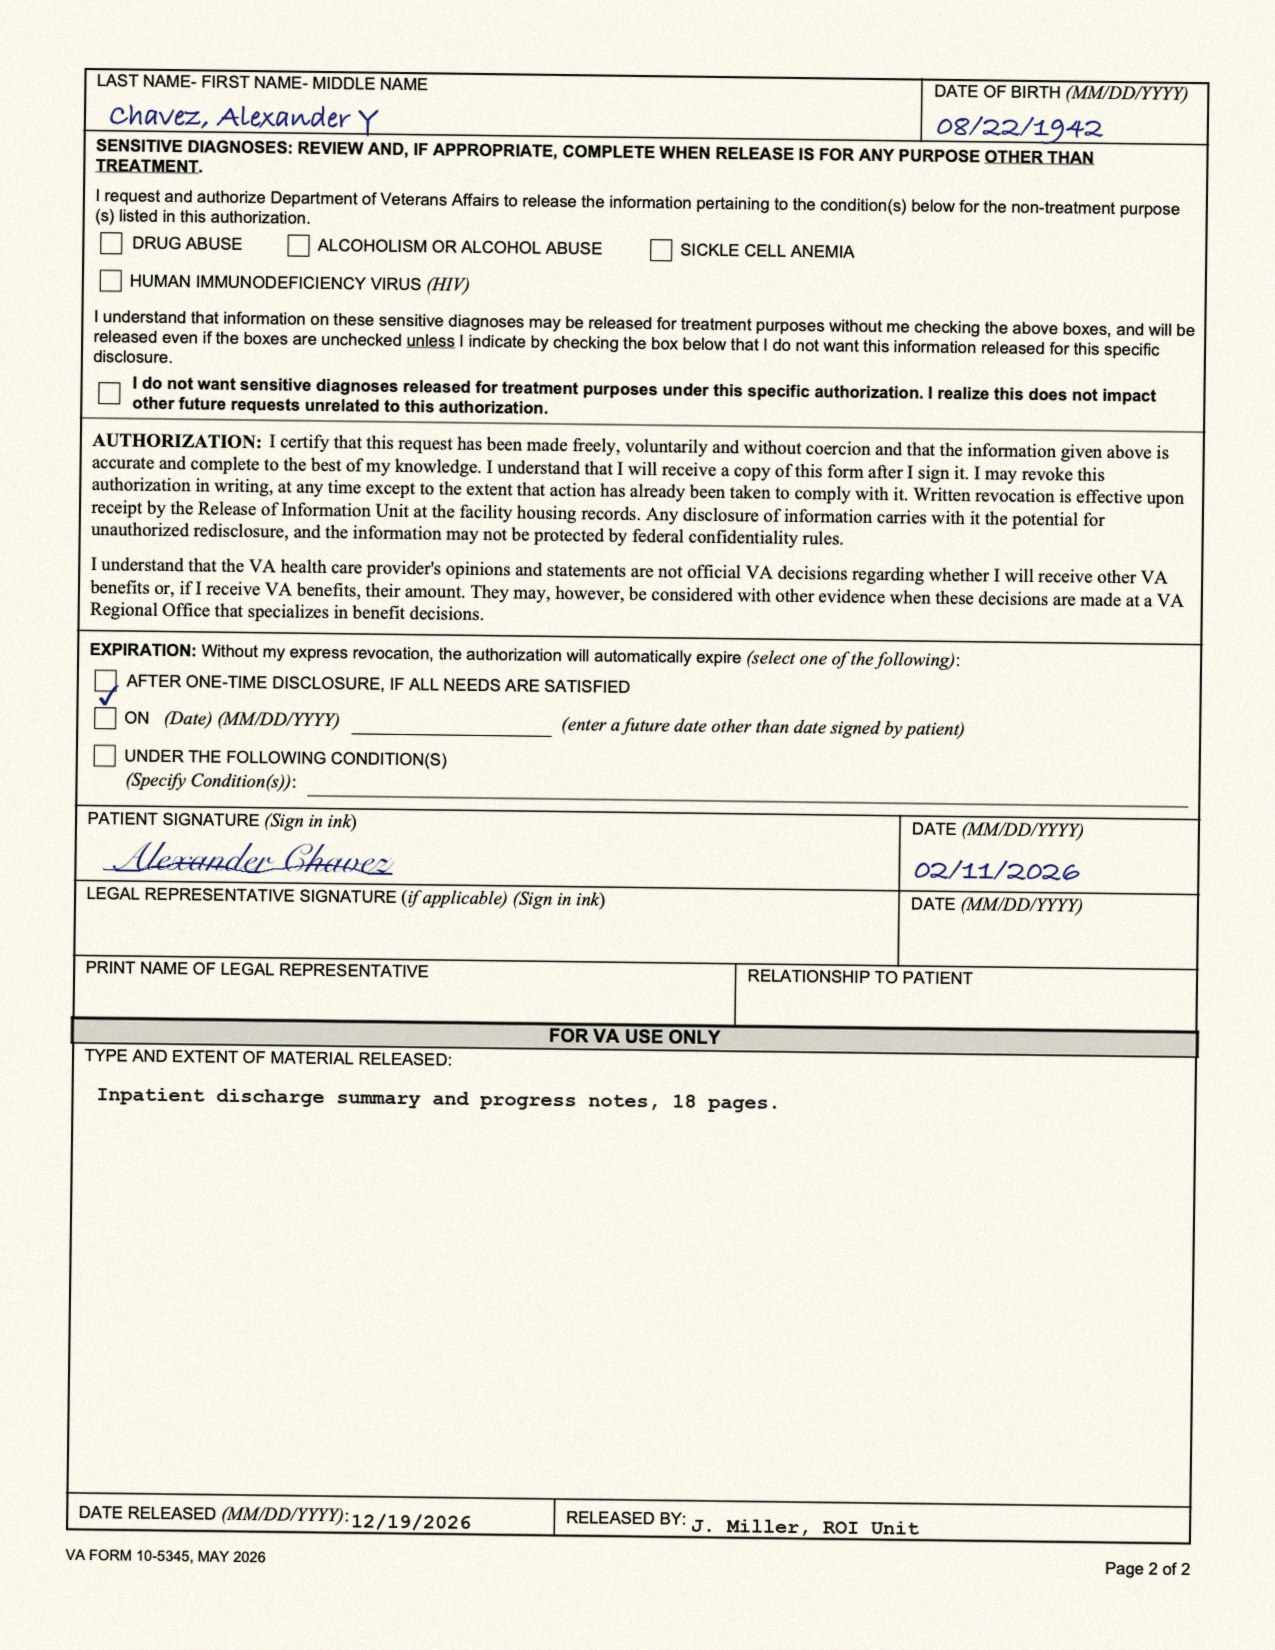 LAST NAME- FIRST NAME- MIDDLE NAME
Chavez, Alexander Y
DATE OF BIRTH (MM/DD/YYYY)
08/22/1942
SENSITIVE DIAGNOSES: REVIEW AND, IF APPROPRIATE, COMPLETE WHEN RELEASE IS FOR ANY PURPOSE OTHER THAN
TREATMENT.
I request and authorize Department of Veterans Affairs to release the information pertaining to the condition(s) below for the non-treatment purpose
(s) listed in this authorization.
DRUG ABUSE ALCOHOLISM OR ALCOHOL ABUSE SICKLE CELL ANEMIA
HUMAN IMMUNODEFICIENCY VIRUS (HIV)
I understand that information on these sensitive diagnoses may be released for treatment purposes without me checking the above boxes, and will be
released even if the boxes are unchecked unless I indicate by checking the box below that I do not want this information released for this specific
disclosure.
I do not want sensitive diagnoses released for treatment purposes under this specific authorization. I realize this does not impact
other future requests unrelated to this authorization.
AUTHORIZATION: I certify that this request has been made freely, voluntarily and without coercion and that the information given above is
accurate and complete to the best of my knowledge. I understand that I will receive a copy of this form after I sign it. I may revoke this
authorization in writing, at any time except to the extent that action has already been taken to comply with it. Written revocation is effective upon
receipt by the Release of Information Unit at the facility housing records. Any disclosure of information carries with it the potential for
unauthorized redisclosure, and the information may not be protected by federal confidentiality rules.
I understand that the VA health care provider's opinions and statements are not official VA decisions regarding whether I will receive other VA
benefits or, if I receive VA benefits, their amount. They may, however, be considered with other evidence when these decisions are made at a VA
Regional Office that specializes in benefit decisions.
EXPIRATION: Without my express revocation, the authorization will automatically expire (select one of the following):
AFTER ONE-TIME DISCLOSURE, IF ALL NEEDS ARE SATISFIED
ON (Date) (MM/DD/YYYY) (enter a future date other than date signed by patient)
UNDER THE FOLLOWING CONDITION(S)
(Specify Condition(s)):
PATIENT SIGNATURE (Sign in ink)
Alexander Chavez
DATE (MM/DD/YYYY)
02/11/2026
LEGAL REPRESENTATIVE SIGNATURE (if applicable) (Sign in ink)
DATE (MM/DD/YYYY)
PRINT NAME OF LEGAL REPRESENTATIVE
RELATIONSHIP TO PATIENT
FOR VA USE ONLY
TYPE AND EXTENT OF MATERIAL RELEASED:
Inpatient discharge summary and progress notes, 18 pages.
DATE RELEASED (MM/DD/YYYY): 12/19/2026
RELEASED BY: J. Miller, ROI Unit
VA FORM 10-5345, MAY 2026
Page 2 of 2